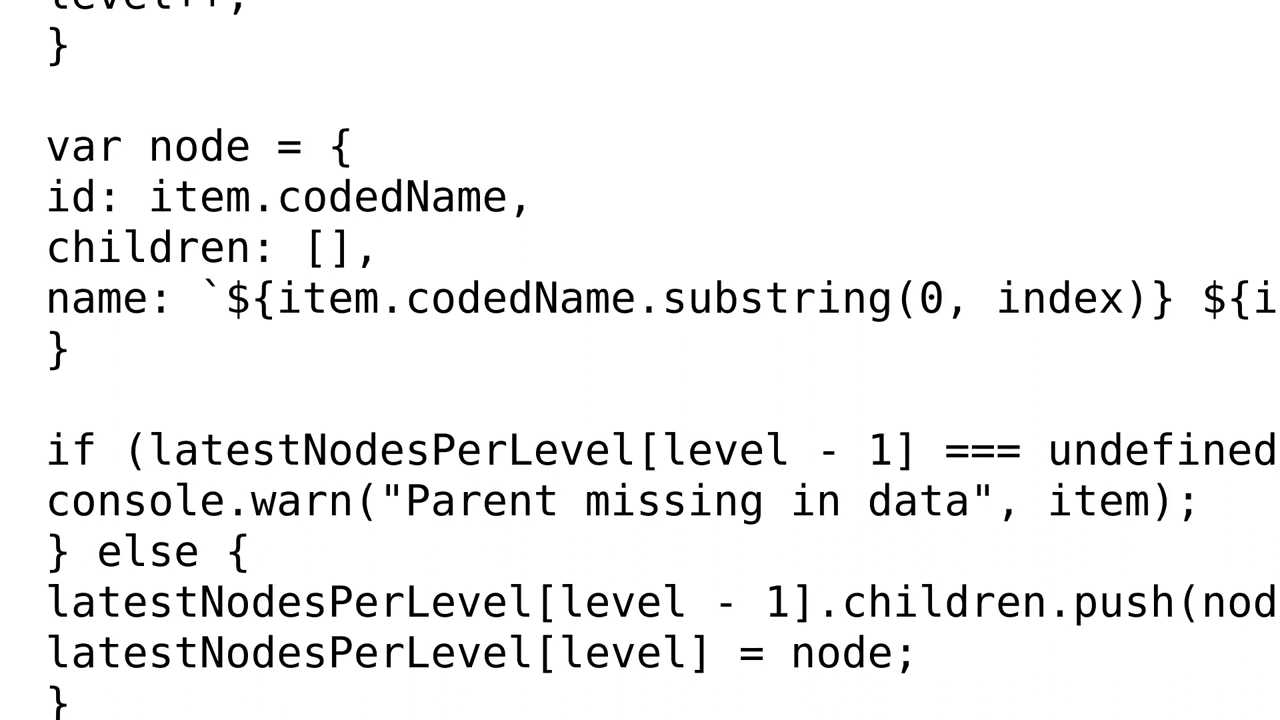 level++;
}
var node = {
id: item.codedName,
children: [],
name: `${item.codedName.substring(0, index)} ${i
}
if (latestNodesPerLevel[level - 1] === undefined
console.warn("Parent missing in data", item);
} else {
latestNodesPerLevel[level - 1].children.push(nod
latestNodesPerLevel[level] = node;
}